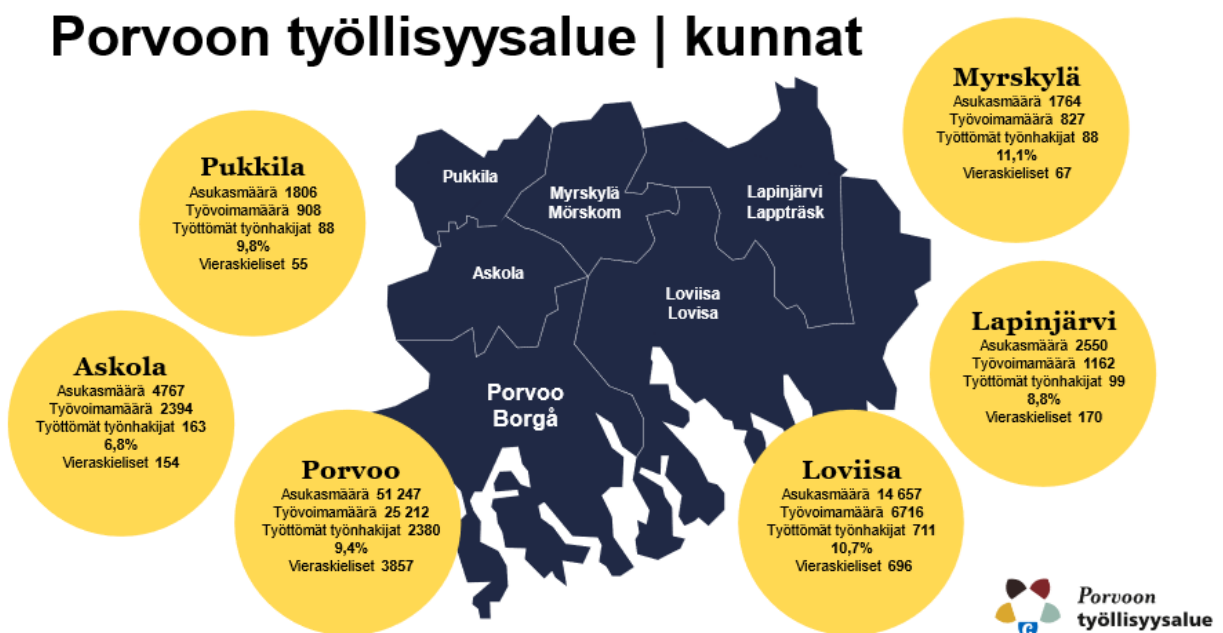 Porvoon työllisyysalue | kunnat
Myrskylä
Asukasmäärä 1764
Työvoimamäärä 827
Työttömät työnhakijat 88
11,1%
Vieraskieliset 67
Pukkila
Asukasmäärä 1806
Työvoimamäärä 908
Työttömät työnhakijat 88
9,8%
Vieraskieliset 55
Pukkila
Myrskylä
Mörskom
Lapinjärvi
Lappträsk
Askola
Loviisa
Lovisa
Porvoo
Borgå
Lapinjärvi
Asukasmäärä 2550
Työvoimamäärä 1162
Työttömät työnhakijat 99
8,8%
Vieraskieliset 170
Askola
Asukasmäärä 4767
Työvoimamäärä 2394
Työttömät työnhakijat 163
6,8%
Vieraskieliset 154
Porvoo
Asukasmäärä 51 247
Työvoimamäärä 25 212
Työttömät työnhakijat 2380
9,4%
Vieraskieliset 3857
Loviisa
Asukasmäärä 14 657
Työvoimamäärä 6716
Työttömät työnhakijat 711
10,7%
Vieraskieliset 696
Porvoon
työllisyysalue